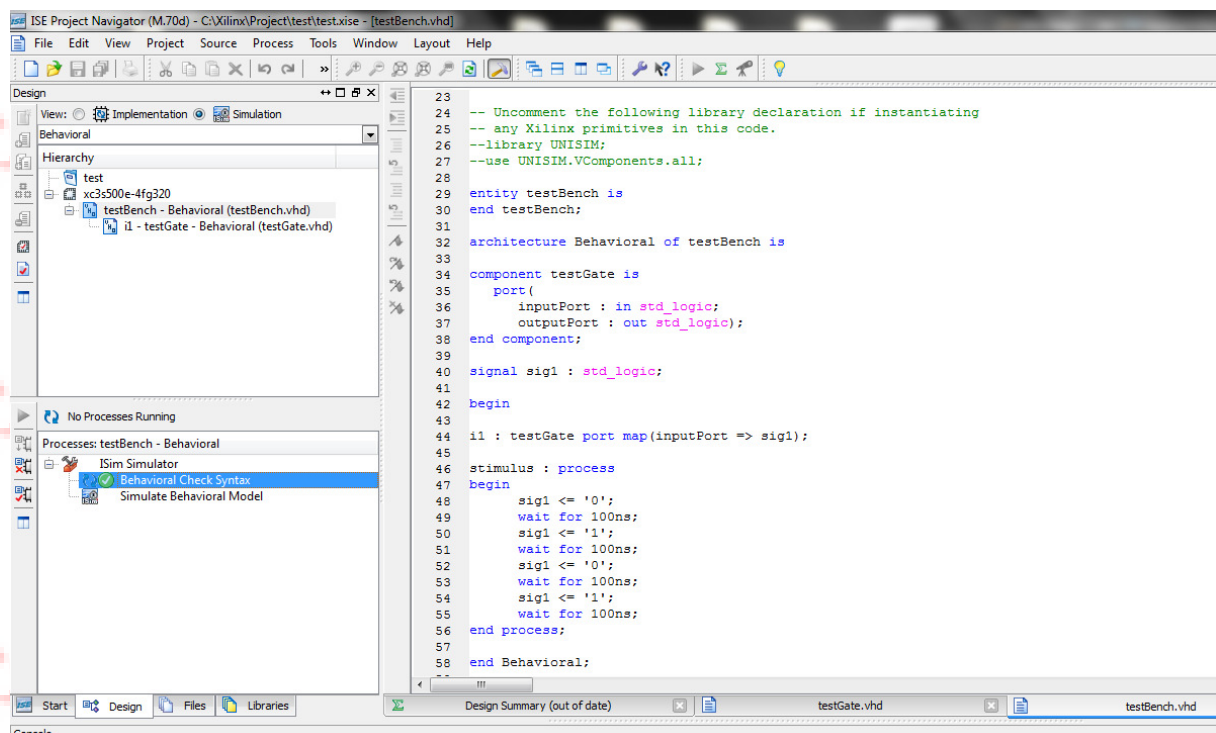 ISE Project Navigator (M.70d) - C:\Xilinx\Project\test\test.xise - [testBench.vhd]
File Edit View Project Source Process Tools Window Layout Help
Design
View: Implementation Simulation
Behavioral
Hierarchy
test
xc3s500e-4fg320
testBench - Behavioral (testBench.vhd)
i1 - testGate - Behavioral (testGate.vhd)
No Processes Running
Processes: testBench - Behavioral
ISim Simulator
Behavioral Check Syntax
Simulate Behavioral Model
Start Design Files Libraries
23
24 -- Uncomment the following library declaration if instantiating
25 -- any Xilinx primitives in this code.
26 --library UNISIM;
27 --use UNISIM.VComponents.all;
28
29 entity testBench is
30 end testBench;
31
32 architecture Behavioral of testBench is
33
34 component testGate is
35 port(
36 inputPort : in std_logic;
37 outputPort : out std_logic);
38 end component;
39
40 signal sig1 : std_logic;
41
42 begin
43
44 i1 : testGate port map(inputPort => sig1);
45
46 stimulus : process
47 begin
48 sig1 <= '0';
49 wait for 100ns;
50 sig1 <= '1';
51 wait for 100ns;
52 sig1 <= '0';
53 wait for 100ns;
54 sig1 <= '1';
55 wait for 100ns;
56 end process;
57
58 end Behavioral;
Design Summary (out of date) testGate.vhd testBench.vhd